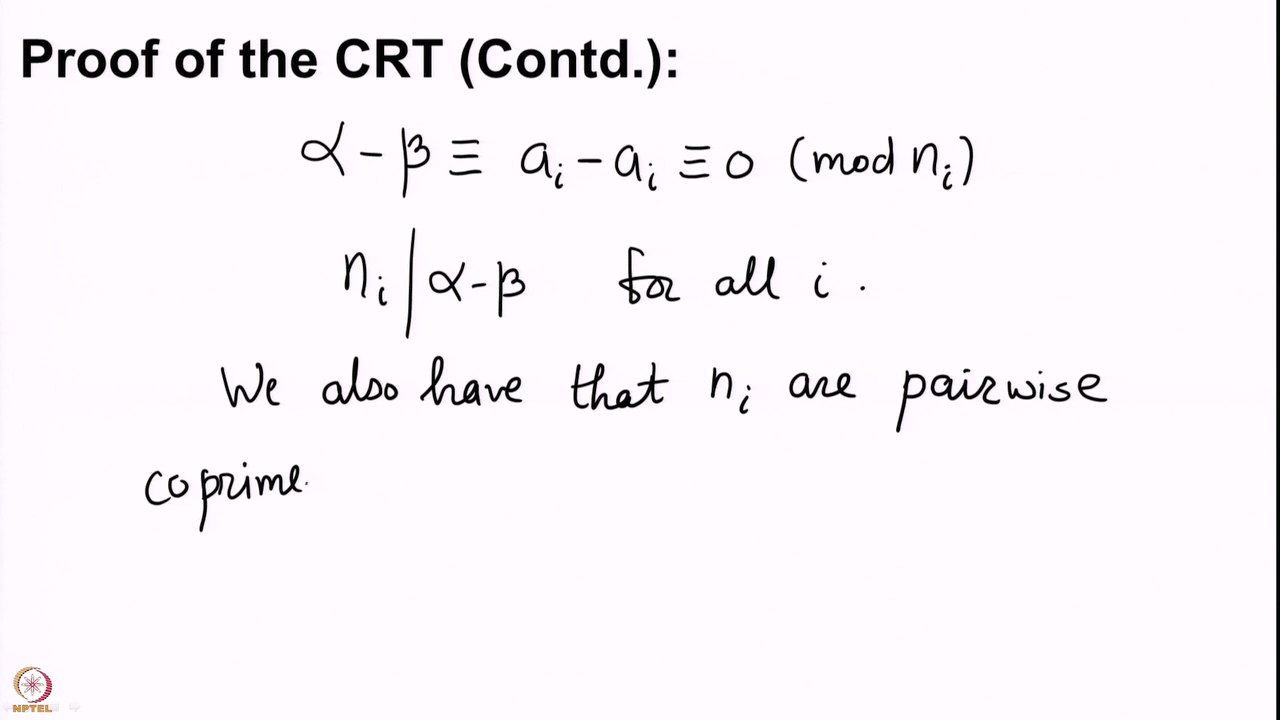 Proof of the CRT (Contd.):
α - β ≡ aᵢ - aᵢ ≡ 0 (mod nᵢ)
nᵢ | α - β for all i.
We also have that nᵢ are pairwise
coprime.
NPTEL